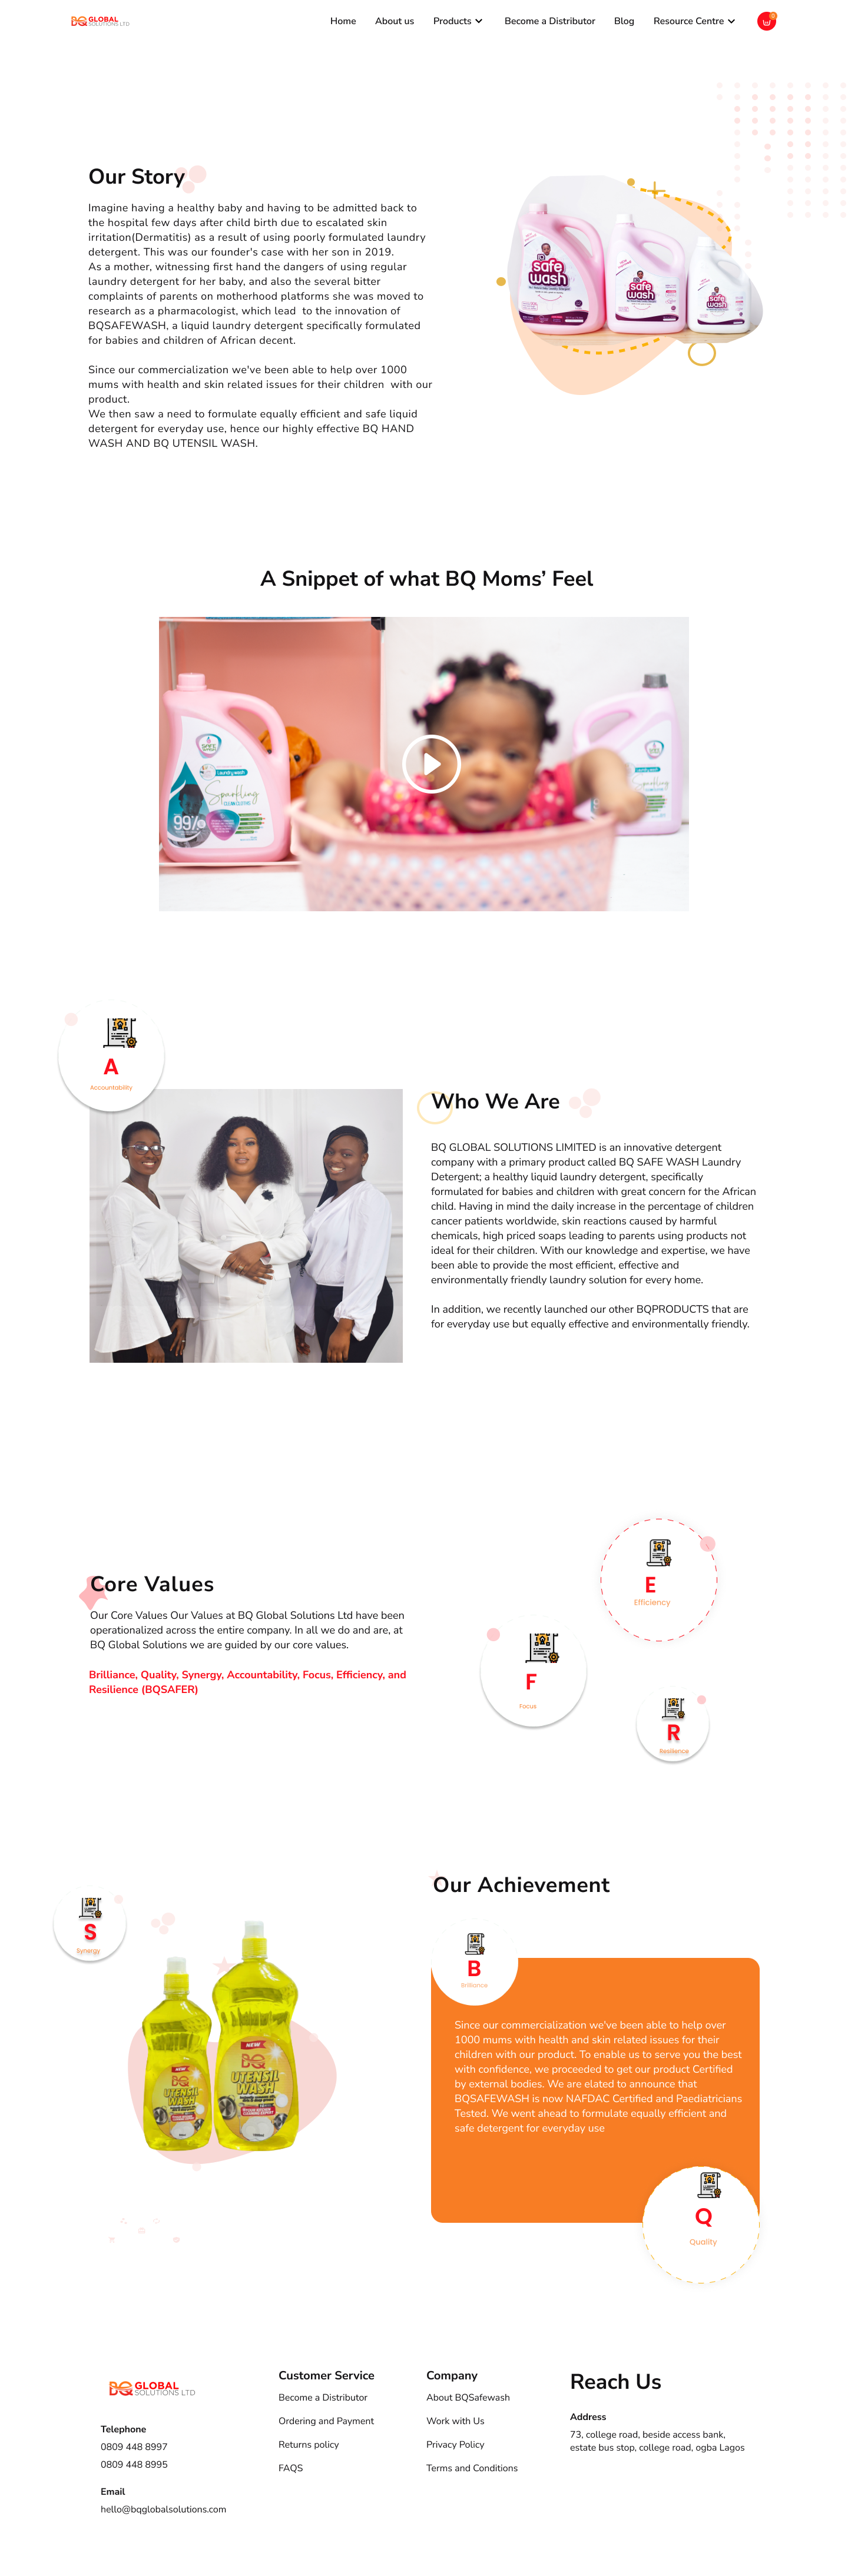 BQ GLOBAL
SOLUTIONS LTD
Home About us Products Become a Distributor Blog Resource Centre
Our Story
Imagine having a healthy baby and having to be admitted back to
the hospital few days after child birth due to escalated skin
irritation(Dermatitis) as a result of using poorly formulated laundry
detergent. This was our founder's case with her son in 2019.
As a mother, witnessing first hand the dangers of using regular
laundry detergent for her baby, and also the several bitter
complaints of parents on motherhood platforms she was moved to
research as a pharmacologist, which lead  to the innovation of
BQSAFEWASH, a liquid laundry detergent specifically formulated
for babies and children of African decent.
Since our commercialization we've been able to help over 1000
mums with health and skin related issues for their children  with our
product.
We then saw a need to formulate equally efficient and safe liquid
detergent for everyday use, hence our highly effective BQ HAND
WASH AND BQ UTENSIL WASH.
safe
wash
safe
wash
safe
wash
A Snippet of what BQ Moms’ Feel
Laundry wash
Sparkling
99%
Sparkling
A
Accountability
Who We Are
BQ GLOBAL SOLUTIONS LIMITED is an innovative detergent
company with a primary product called BQ SAFE WASH Laundry
Detergent; a healthy liquid laundry detergent, specifically
formulated for babies and children with great concern for the African
child. Having in mind the daily increase in the percentage of children
cancer patients worldwide, skin reactions caused by harmful
chemicals, high priced soaps leading to parents using products not
ideal for their children. With our knowledge and expertise, we have
been able to provide the most efficient, effective and
environmentally friendly laundry solution for every home.
In addition, we recently launched our other BQPRODUCTS that are
for everyday use but equally effective and environmentally friendly.
E
Efficiency
Core Values
Our Core Values Our Values at BQ Global Solutions Ltd have been
operationalized across the entire company. In all we do and are, at
BQ Global Solutions we are guided by our core values.
Brilliance, Quality, Synergy, Accountability, Focus, Efficiency, and
Resilience (BQSAFER)
F
Focus
R
Resilience
Our Achievement
S
Synergy
B
Brilliance
NEW
BQ
UTENSIL
WASH
NEW
BQ
UTENSIL
WASH
Since our commercialization we've been able to help over
1000 mums with health and skin related issues for their
children with our product. To enable us to serve you the best
with confidence, we proceeded to get our product Certified
by external bodies. We are elated to announce that
BQSAFEWASH is now NAFDAC Certified and Paediatricians
Tested. We went ahead to formulate equally efficient and
safe detergent for everyday use
Q
Quality
BQ GLOBAL
SOLUTIONS LTD
Telephone
0809 448 8997
0809 448 8995
Email
hello@bqglobalsolutions.com
Customer Service
Become a Distributor
Ordering and Payment
Returns policy
FAQS
Company
About BQSafewash
Work with Us
Privacy Policy
Terms and Conditions
Reach Us
Address
73, college road, beside access bank,
estate bus stop, college road, ogba Lagos